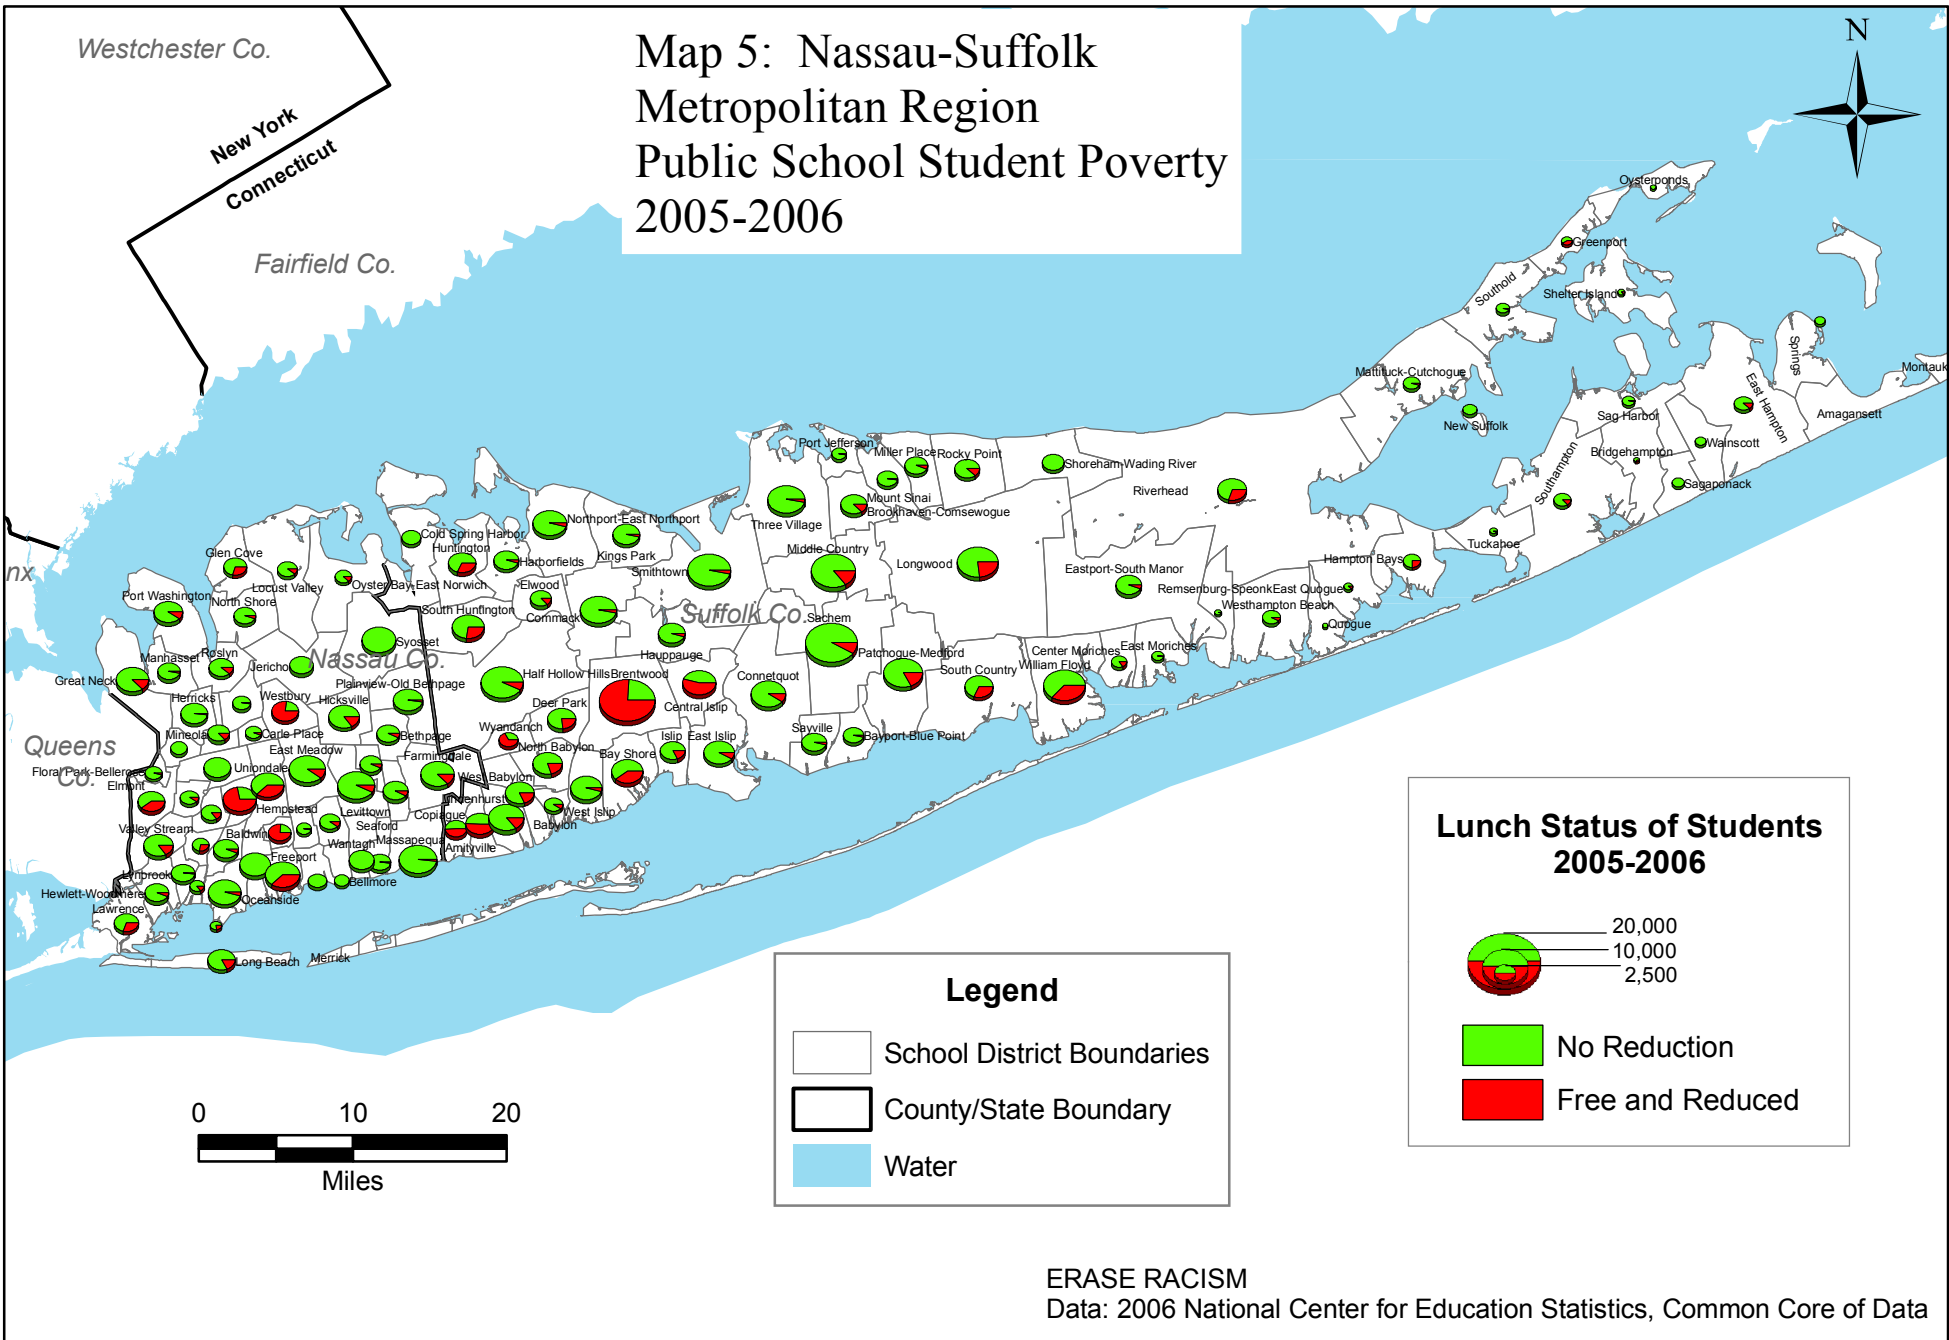 Westchester Co.
New York
Connecticut
Fairfield Co.
Map 5: Nassau-Suffolk
Metropolitan Region
Public School Student Poverty
2005-2006
N
Oysterponds
Greenport
Shelter Island
Southold
Mattituck-Cutchogue
New Suffolk
Springs
Montauk
East Hampton
Amagansett
Sag Harbor
Wainscott
Bridgehampton
Sagaponack
Southampton
Tuckahoe
Hampton Bays
East Quogue
Remsenburg-Speonk
Westhampton Beach
Quogue
Eastport-South Manor
Riverhead
Shoreham-Wading River
Rocky Point
Miller Place
Port Jefferson
Mount Sinai
Brookhaven-Comsewogue
Three Village
Middle Country
Longwood
Northport-East Northport
Kings Park
Smithtown
Suffolk Co.
Sachem
Cold Spring Harbor
Huntington
Harborfields
Elwood
Commack
South Huntington
Hauppauge
Patchogue-Medford
South Country
William Floyd
Center Moriches
East Moriches
Connetquot
Central Islip
Half Hollow Hills
Brentwood
Deer Park
Wyandanch
North Babylon
Bay Shore
Islip
East Islip
Sayville
Bayport-Blue Point
West Babylon
Lindenhurst
West Islip
Babylon
Copiague
Amityville
nx
Glen Cove
Locust Valley
Oyster Bay-East Norwich
Port Washington
North Shore
Syosset
Nassau Co.
Manhasset
Roslyn
Jericho
Great Neck
Plainview-Old Bethpage
Herricks
Westbury
Hicksville
Mineola
Carle Place
Bethpage
Queens
Co.
East Meadow
Farmingdale
Floral Park-Bellerose
Uniondale
Elmont
Hempstead
Levittown
Valley Stream
Baldwin
Seaford
Wantagh
Massapequa
Freeport
Lynbrook
Bellmore
Hewlett-Woodmere
Oceanside
Lawrence
Long Beach
Merrick
0 10 20
Miles
Legend
School District Boundaries
County/State Boundary
Water
Lunch Status of Students
2005-2006
20,000
10,000
2,500
No Reduction
Free and Reduced
ERASE RACISM
Data: 2006 National Center for Education Statistics, Common Core of Data